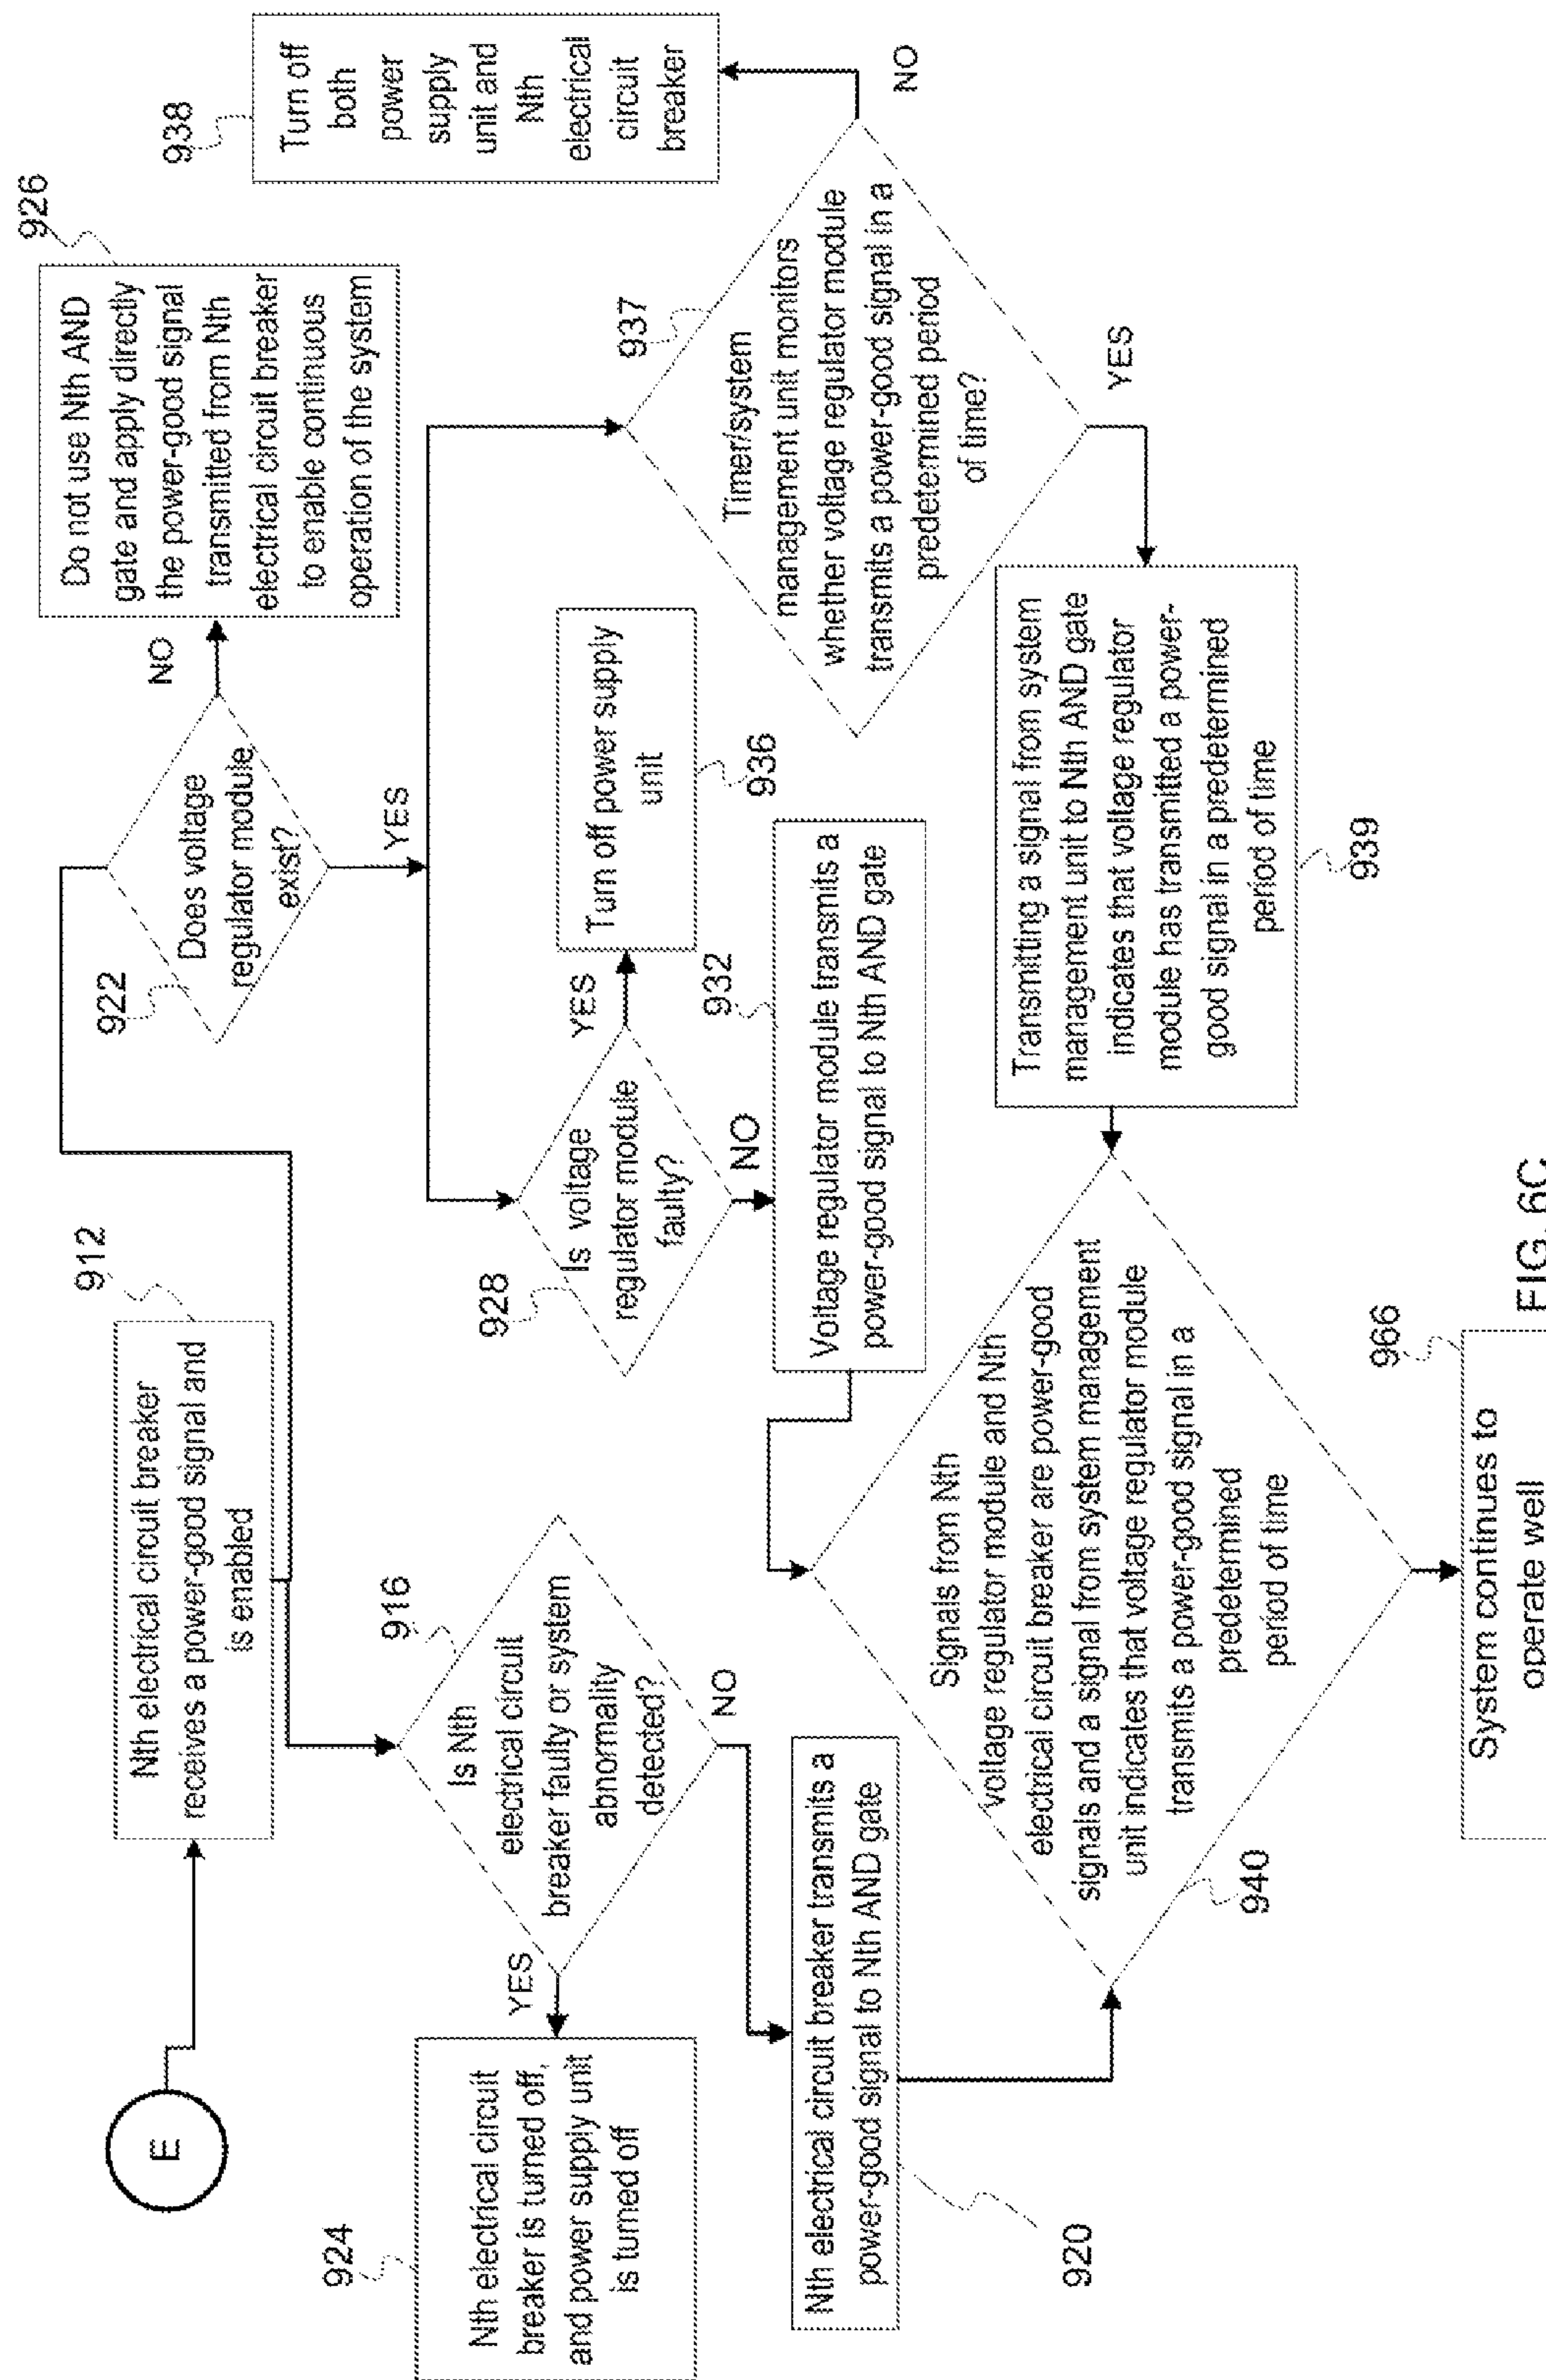 E
912
Nth electrical circuit breaker
receives a power-good signal and
is enabled
922
Does voltage
regulator module
exist?
NO
YES
926
Do not use Nth AND
gate and apply directly
the power-good signal
transmitted from Nth
electrical circuit breaker
to enable continuous
operation of the system
938
Turn off
both
power
supply
unit and
Nth
electrical
circuit
breaker
924
Nth electrical circuit
breaker is turned off,
and power supply unit
is turned off
YES
916
Is Nth
electrical circuit
breaker faulty or system
abnormality
detected?
NO
928
Is voltage
regulator module
faulty?
YES
NO
Turn off power supply
unit
936
937
Timer/system
management unit monitors
whether voltage regulator module
transmits a power-good signal in a
predetermined period
of time?
NO
YES
Nth electrical circuit breaker transmits a
power-good signal to Nth AND gate
920
932
Voltage regulator module transmits a
power-good signal to Nth AND gate
Transmitting a signal from system
management unit to Nth AND gate
indicates that voltage regulator
module has transmitted a power-
good signal in a predetermined
period of time
939
Signals from Nth
voltage regulator module and Nth
electrical circuit breaker are power-good
signals and a signal from system management
unit indicates that voltage regulator module
transmits a power-good signal in a
predetermined
period of time
940
966
System continues to
operate well
FIG. 6C